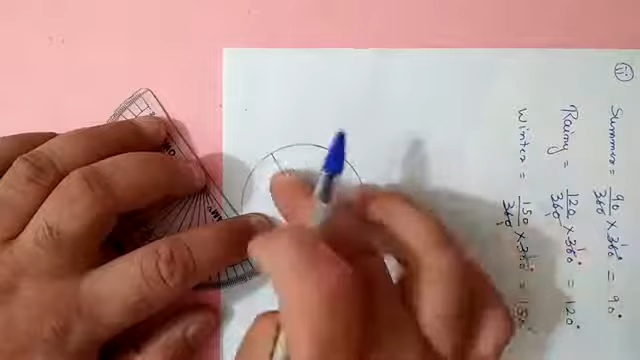 (ii)
Summer = 90/360 × 360° = 90°
Rainy = 120/360 × 360° = 120°
Winter = 150/360 × 360° = 150°